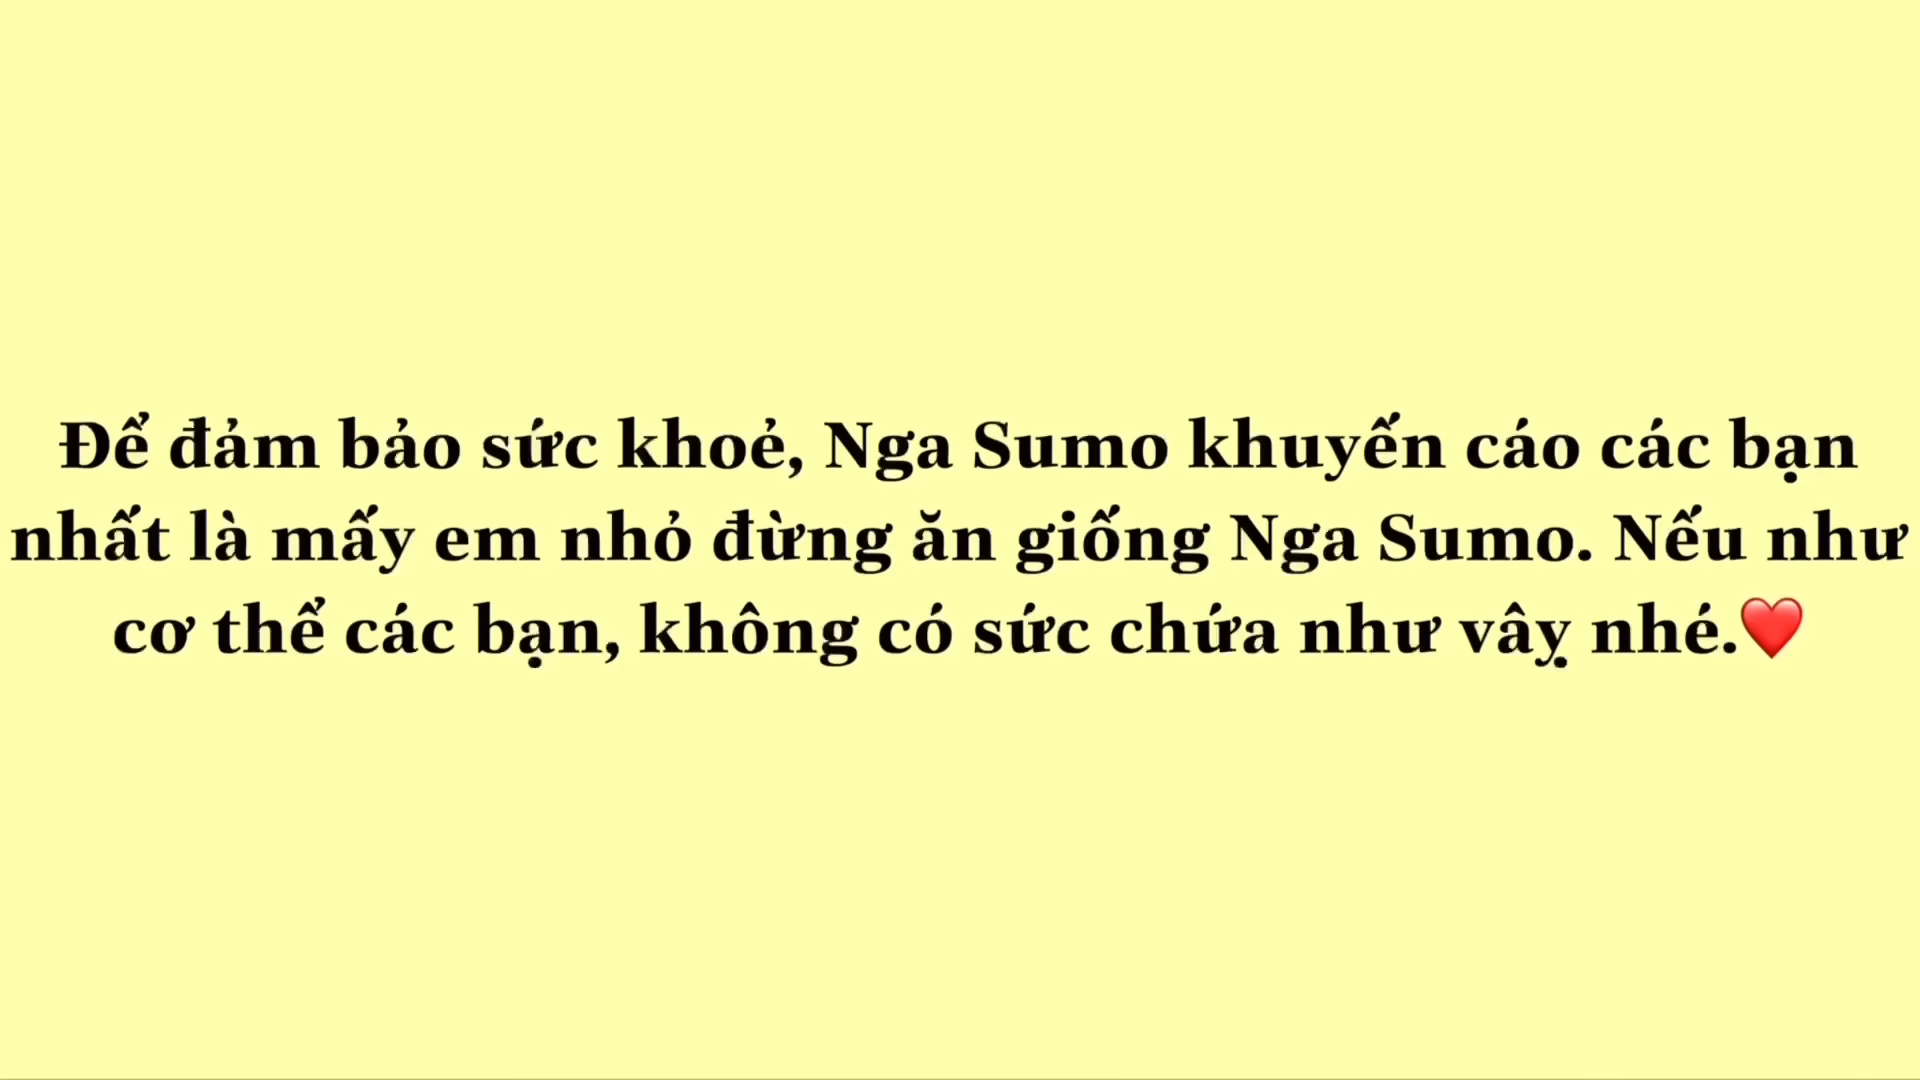 Để đảm bảo sức khoẻ, Nga Sumo khuyến cáo các bạn
nhất là mấy em nhỏ đừng ăn giống Nga Sumo. Nếu như
cơ thể các bạn, không có sức chứa như vâỵ nhé.❤️